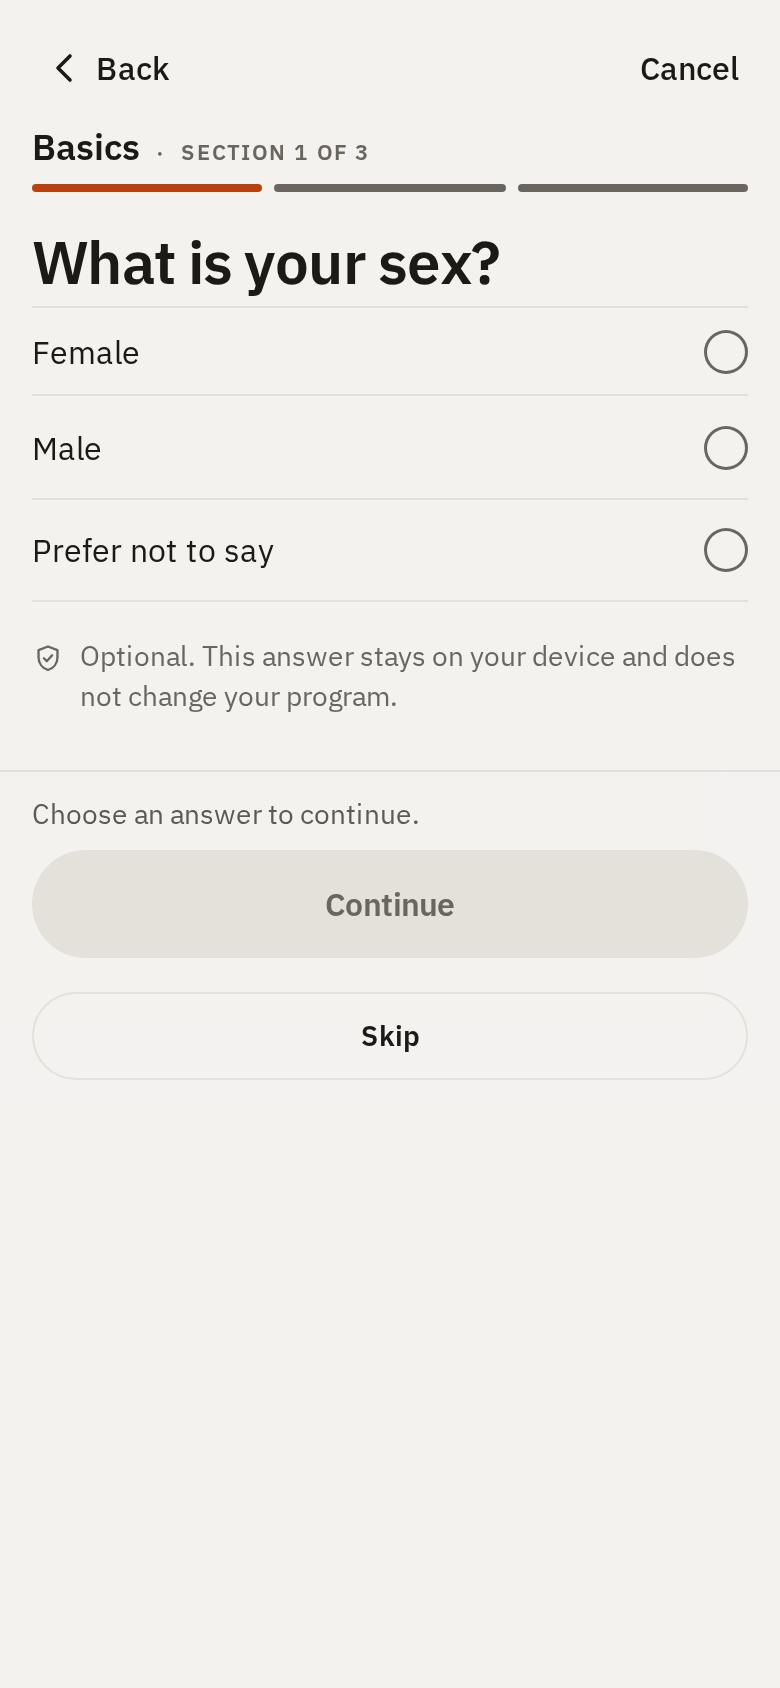 Back
Cancel
Basics · SECTION 1 OF 3
What is your sex?
Female
Male
Prefer not to say
Optional. This answer stays on your device and does
not change your program.
Choose an answer to continue.
Continue
Skip